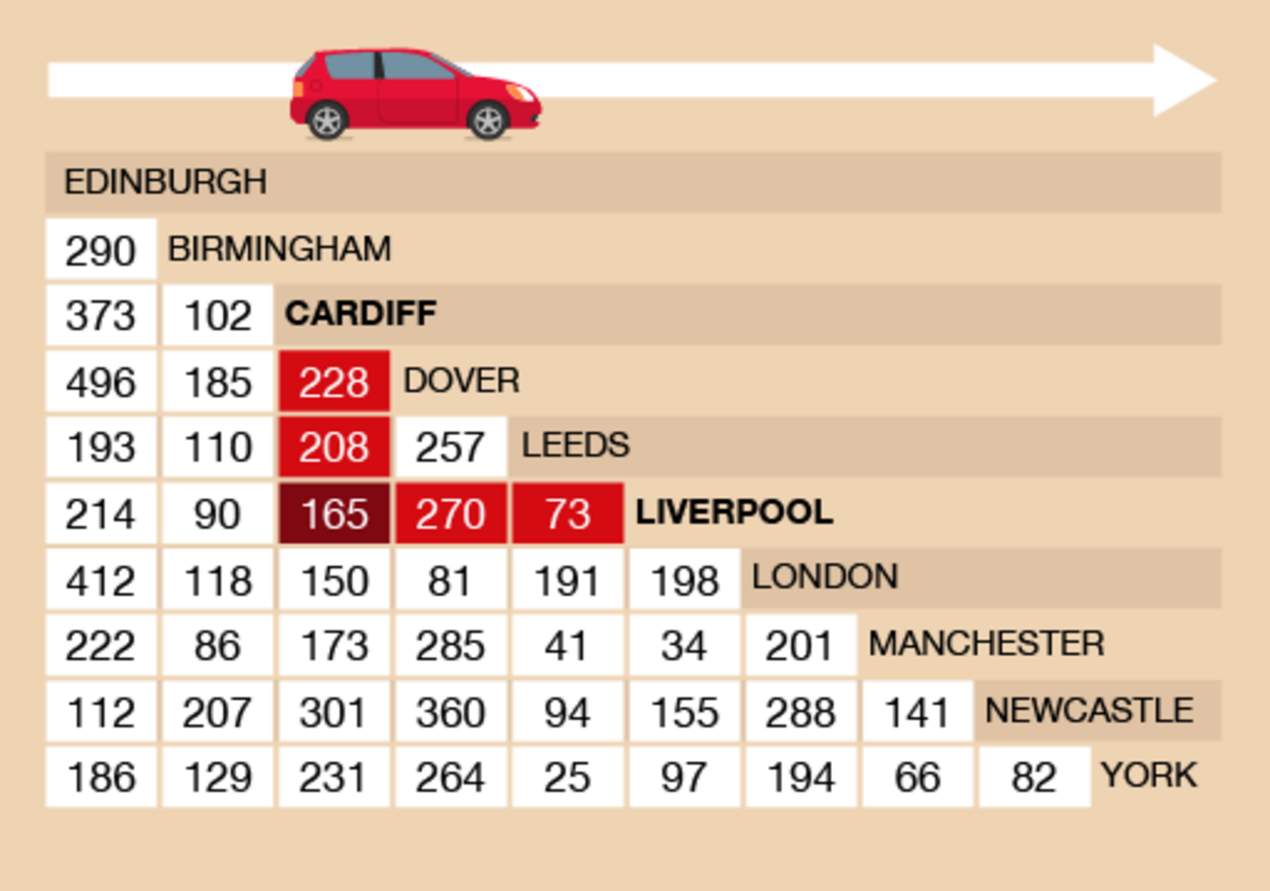 EDINBURGH
290 BIRMINGHAM
373 102 CARDIFF
496 185 228 DOVER
193 110 208 257 LEEDS
214 90 165 270 73 LIVERPOOL
412 118 150 81 191 198 LONDON
222 86 173 285 41 34 201 MANCHESTER
112 207 301 360 94 155 288 141 NEWCASTLE
186 129 231 264 25 97 194 66 82 YORK